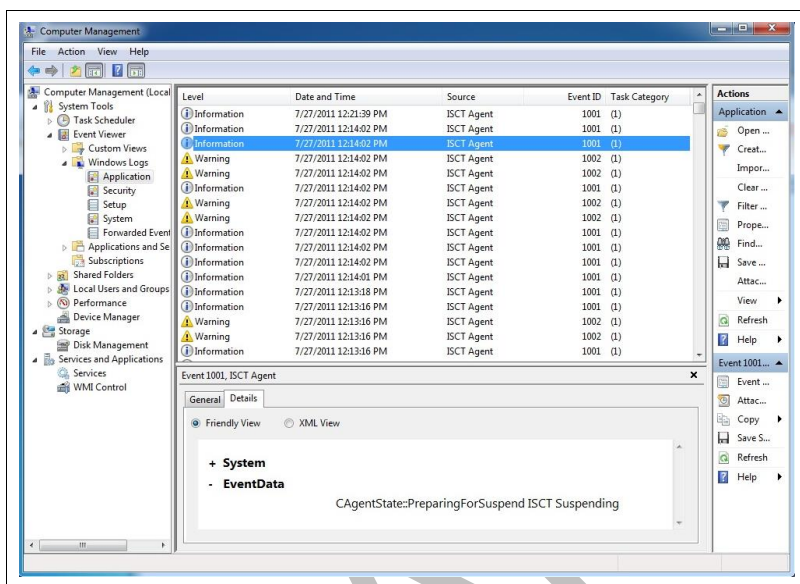 Computer Management
File Action View Help
Computer Management (Local
System Tools
Task Scheduler
Event Viewer
Custom Views
Windows Logs
Application
Security
Setup
System
Forwarded Event
Applications and Se
Subscriptions
Shared Folders
Local Users and Groups
Performance
Device Manager
Storage
Disk Management
Services and Applications
Services
WMI Control
Level Date and Time Source Event ID Task Category
Information 7/27/2011 12:21:39 PM ISCT Agent 1001 (1)
Information 7/27/2011 12:14:02 PM ISCT Agent 1001 (1)
Information 7/27/2011 12:14:02 PM ISCT Agent 1001 (1)
Warning 7/27/2011 12:14:02 PM ISCT Agent 1002 (1)
Warning 7/27/2011 12:14:02 PM ISCT Agent 1002 (1)
Information 7/27/2011 12:14:02 PM ISCT Agent 1001 (1)
Warning 7/27/2011 12:14:02 PM ISCT Agent 1002 (1)
Warning 7/27/2011 12:14:02 PM ISCT Agent 1002 (1)
Information 7/27/2011 12:14:02 PM ISCT Agent 1001 (1)
Information 7/27/2011 12:14:02 PM ISCT Agent 1001 (1)
Information 7/27/2011 12:14:02 PM ISCT Agent 1001 (1)
Information 7/27/2011 12:14:01 PM ISCT Agent 1001 (1)
Information 7/27/2011 12:13:18 PM ISCT Agent 1001 (1)
Information 7/27/2011 12:13:16 PM ISCT Agent 1001 (1)
Warning 7/27/2011 12:13:16 PM ISCT Agent 1002 (1)
Warning 7/27/2011 12:13:16 PM ISCT Agent 1002 (1)
Information 7/27/2011 12:13:16 PM ISCT Agent 1001 (1)
Event 1001, ISCT Agent
General Details
Friendly View XML View
+ System
- EventData
CAgentState::PreparingForSuspend ISCT Suspending
Actions
Application
Open ...
Creat...
Impor...
Clear ...
Filter ...
Prope...
Find...
Save ...
Attac...
View
Refresh
Help
Event 1001...
Event ...
Attac...
Copy
Save S...
Refresh
Help